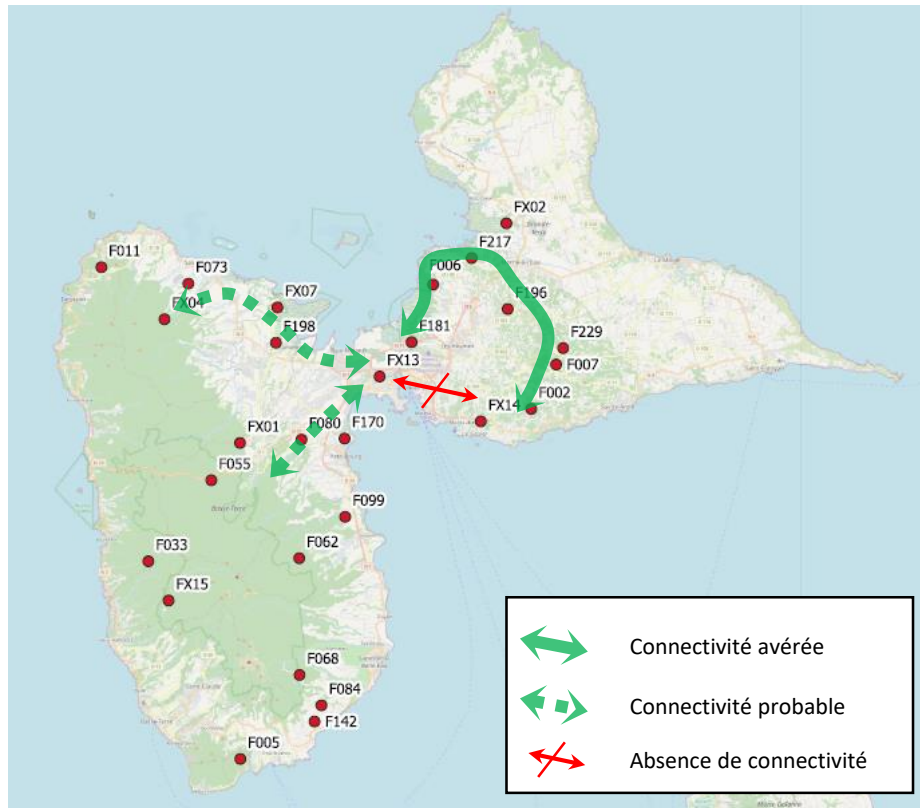 FX02
F217
F011
F073
F006
FX07
FX04
F196
F198
F181
F229
F007
FX13
F002
FX14
FX01
F080
F170
F055
F099
F062
F033
FX15
F068
F084
F142
F005
Connectivité avérée
Connectivité probable
Absence de connectivité